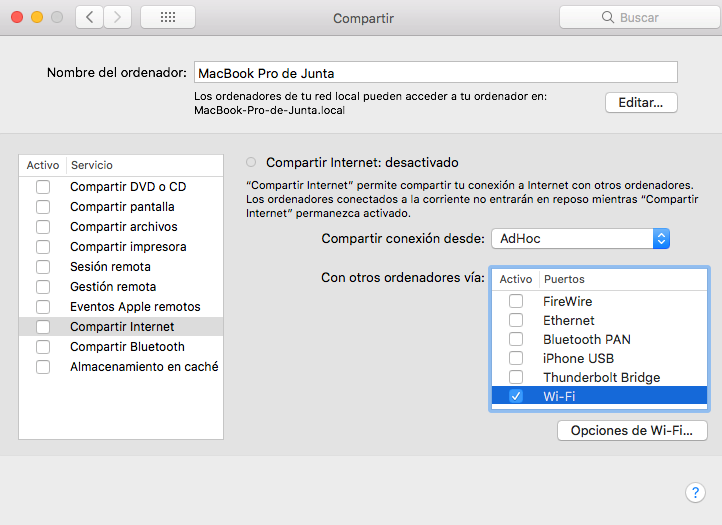 Compartir
Buscar
Nombre del ordenador: MacBook Pro de Junta
Los ordenadores de tu red local pueden acceder a tu ordenador en:
MacBook-Pro-de-Junta.local
Editar...
Activo Servicio
Compartir DVD o CD
Compartir pantalla
Compartir archivos
Compartir impresora
Sesión remota
Gestión remota
Eventos Apple remotos
Compartir Internet
Compartir Bluetooth
Almacenamiento en caché
Compartir Internet: desactivado
“Compartir Internet” permite compartir tu conexión a Internet con otros ordenadores.
Los ordenadores conectados a la corriente no entrarán en reposo mientras “Compartir
Internet” permanezca activado.
Compartir conexión desde: AdHoc
Con otros ordenadores vía:
Activo Puertos
FireWire
Ethernet
Bluetooth PAN
iPhone USB
Thunderbolt Bridge
Wi-Fi
Opciones de Wi-Fi...
?